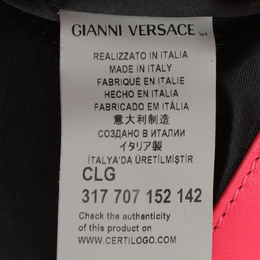 GIANNI VERSACE SpA
REALIZZATO IN ITALIA
MADE IN ITALY
FABRIQUÉ EN ITALIE
HECHO EN ITALIA
FABRICADO EM ITÁLIA
意大利制造
СОЗДАНО В ИТАЛИИ
イタリア製
İTALYA'DA ÜRETİLMİŞTİR
CLG
317 707 152 142
Check the authenticity
of this product on
WWW.CERTILOGO.COM